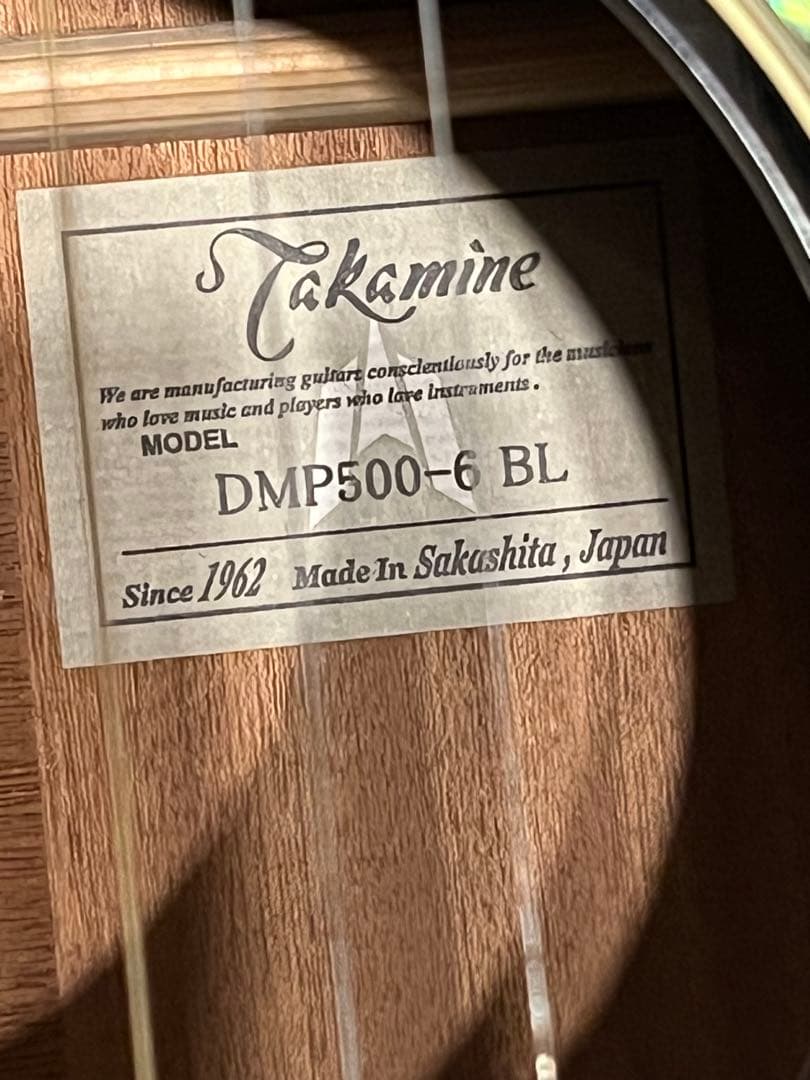 Takamine
We are manufacturing guitars conscientiously for the musicians
who love music and players who love instruments.
MODEL
DMP500-6 BL
Since 1962 Made In Sakashita, Japan